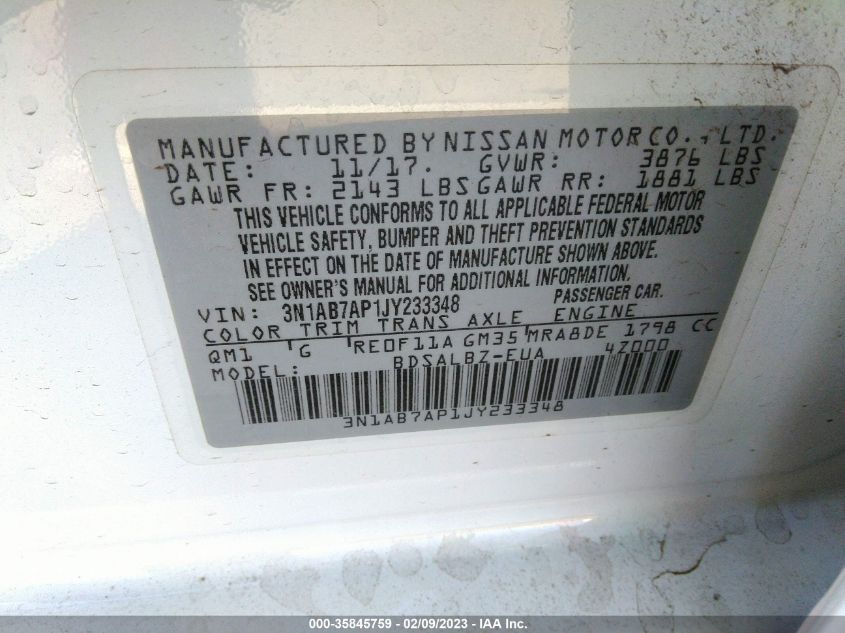 MANUFACTURED BY NISSAN MOTOR CO., LTD.
DATE: 11/17. GVWR: 3876 LBS
GAWR FR: 2143 LBS GAWR RR: 1881 LBS
THIS VEHICLE CONFORMS TO ALL APPLICABLE FEDERAL MOTOR
VEHICLE SAFETY, BUMPER AND THEFT PREVENTION STANDARDS
IN EFFECT ON THE DATE OF MANUFACTURE SHOWN ABOVE.
SEE OWNER'S MANUAL FOR ADDITIONAL INFORMATION.
VIN: 3N1AB7AP1JY233348 PASSENGER CAR.
COLOR TRIM TRANS AXLE ENGINE
QM1 G RE0F11A GM35 MRA8DE 1798 CC
MODEL: BDSALBZ-EUA 4Z000
3N1AB7AP1JY233348
000-35845759 - 02/09/2023 - IAA Inc.